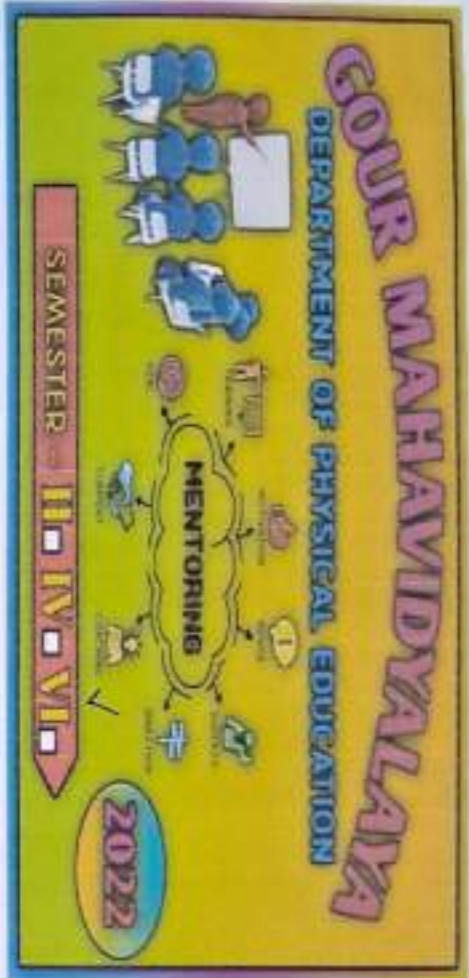 GOUR MAHAVIDYALAYA
DEPARTMENT OF PHYSICAL EDUCATION
MENTORING
SEMESTER ... II IV VI
2022